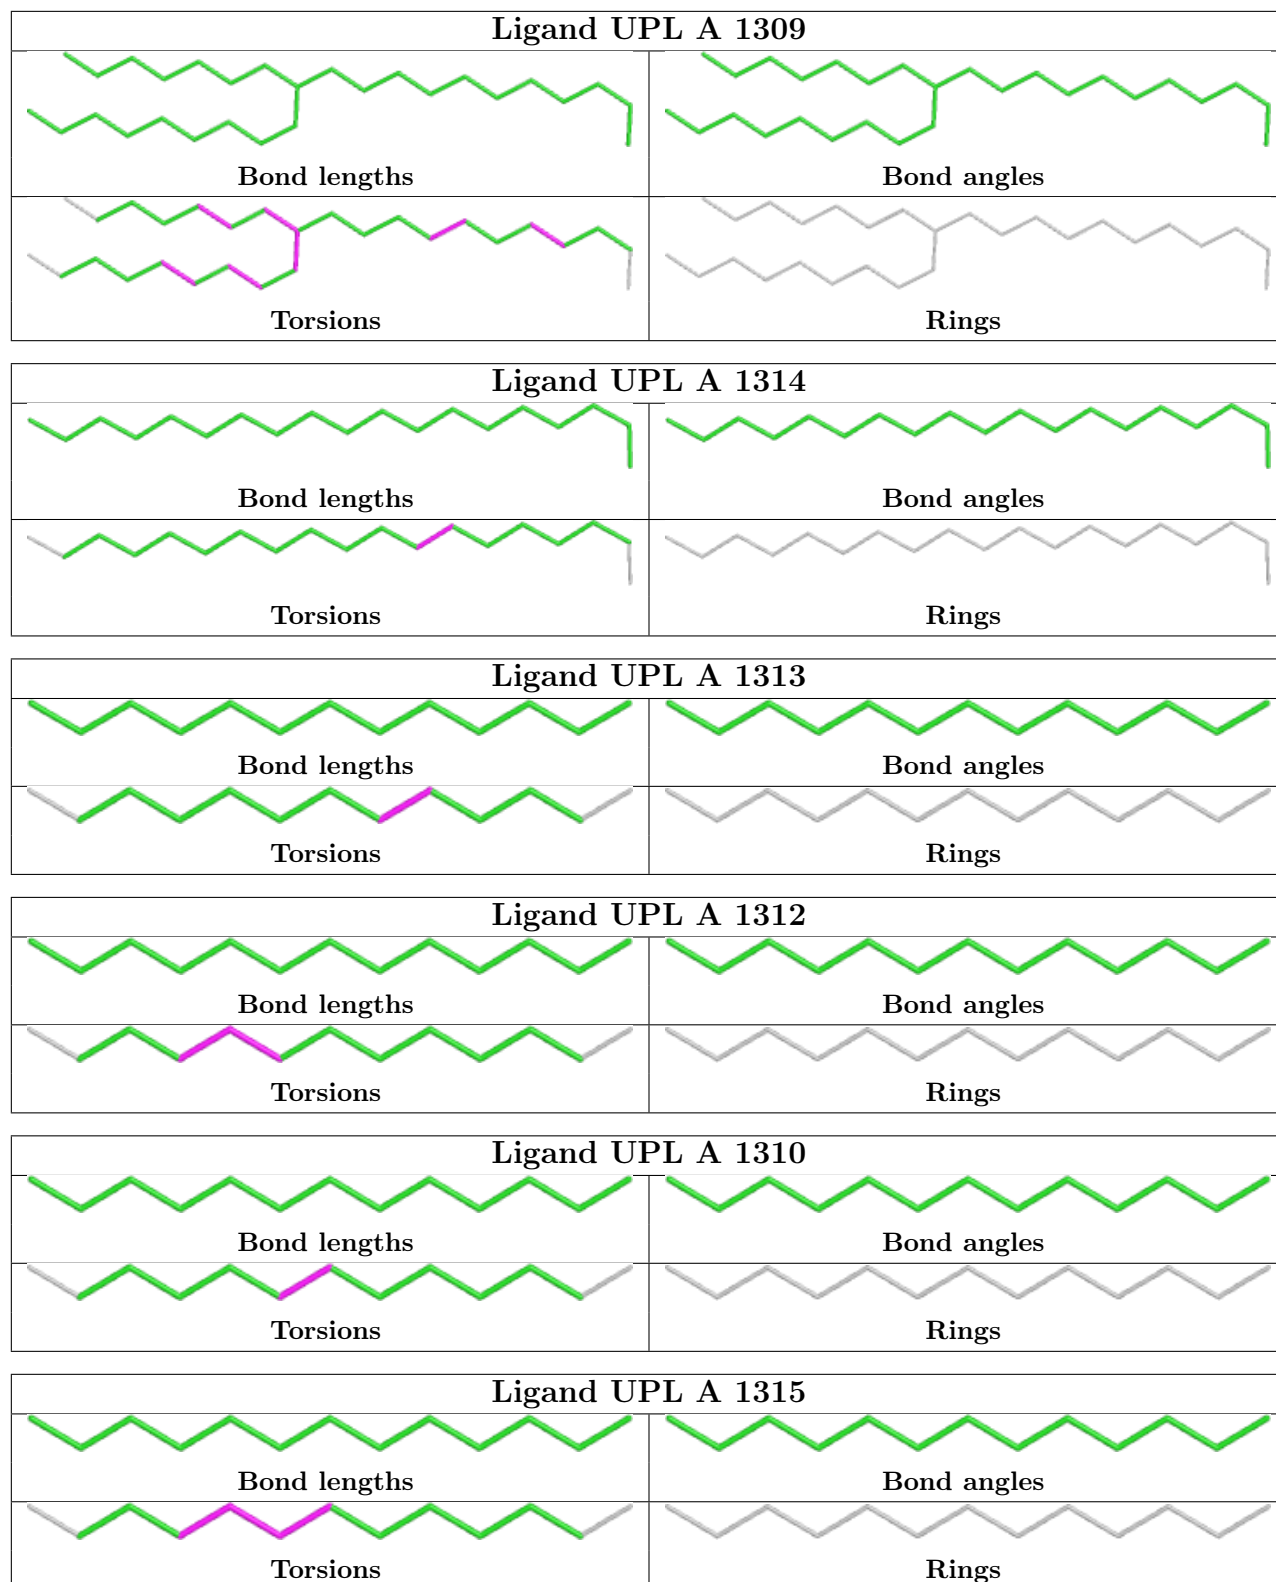 Ligand UPL A 1309
Bond lengths
Bond angles
Torsions
Rings
Ligand UPL A 1314
Bond lengths
Bond angles
Torsions
Rings
Ligand UPL A 1313
Bond lengths
Bond angles
Torsions
Rings
Ligand UPL A 1312
Bond lengths
Bond angles
Torsions
Rings
Ligand UPL A 1310
Bond lengths
Bond angles
Torsions
Rings
Ligand UPL A 1315
Bond lengths
Bond angles
Torsions
Rings